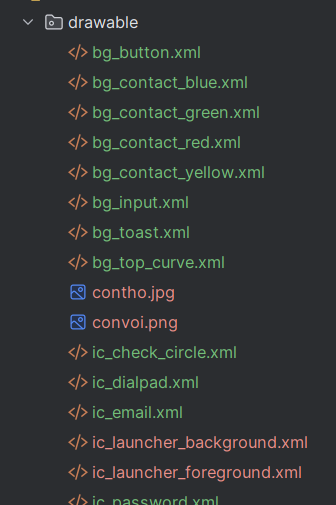 drawable
bg_button.xml
bg_contact_blue.xml
bg_contact_green.xml
bg_contact_red.xml
bg_contact_yellow.xml
bg_input.xml
bg_toast.xml
bg_top_curve.xml
contho.jpg
convoi.png
ic_check_circle.xml
ic_dialpad.xml
ic_email.xml
ic_launcher_background.xml
ic_launcher_foreground.xml
ic_password.xml